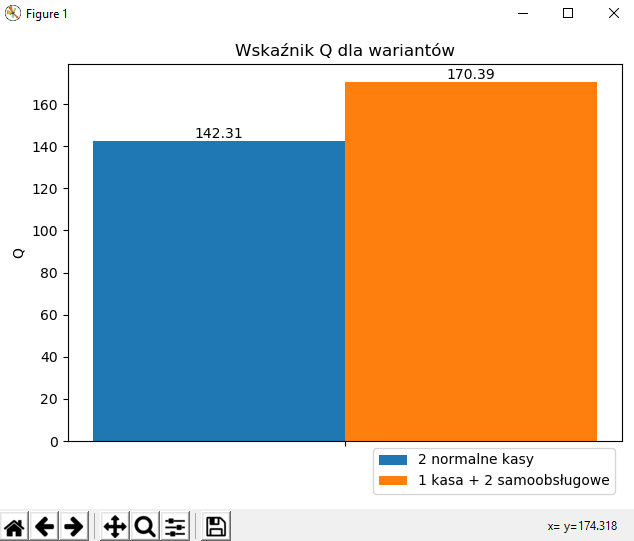 Figure 1
Wskaźnik Q dla wariantów
170.39
142.31
160
140
120
100
80
60
40
20
0
Q
2 normalne kasy
1 kasa + 2 samoobsługowe
x= y=174.318